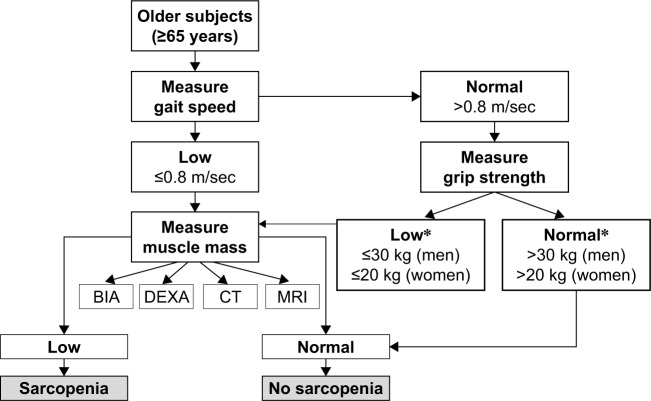 Older subjects
(≥65 years)
Measure
gait speed
Normal
>0.8 m/sec
Low
≤0.8 m/sec
Measure
grip strength
Measure
muscle mass
Low*
≤30 kg (men)
≤20 kg (women)
Normal*
>30 kg (men)
>20 kg (women)
BIA
DEXA
CT
MRI
Low
Normal
Sarcopenia
No sarcopenia